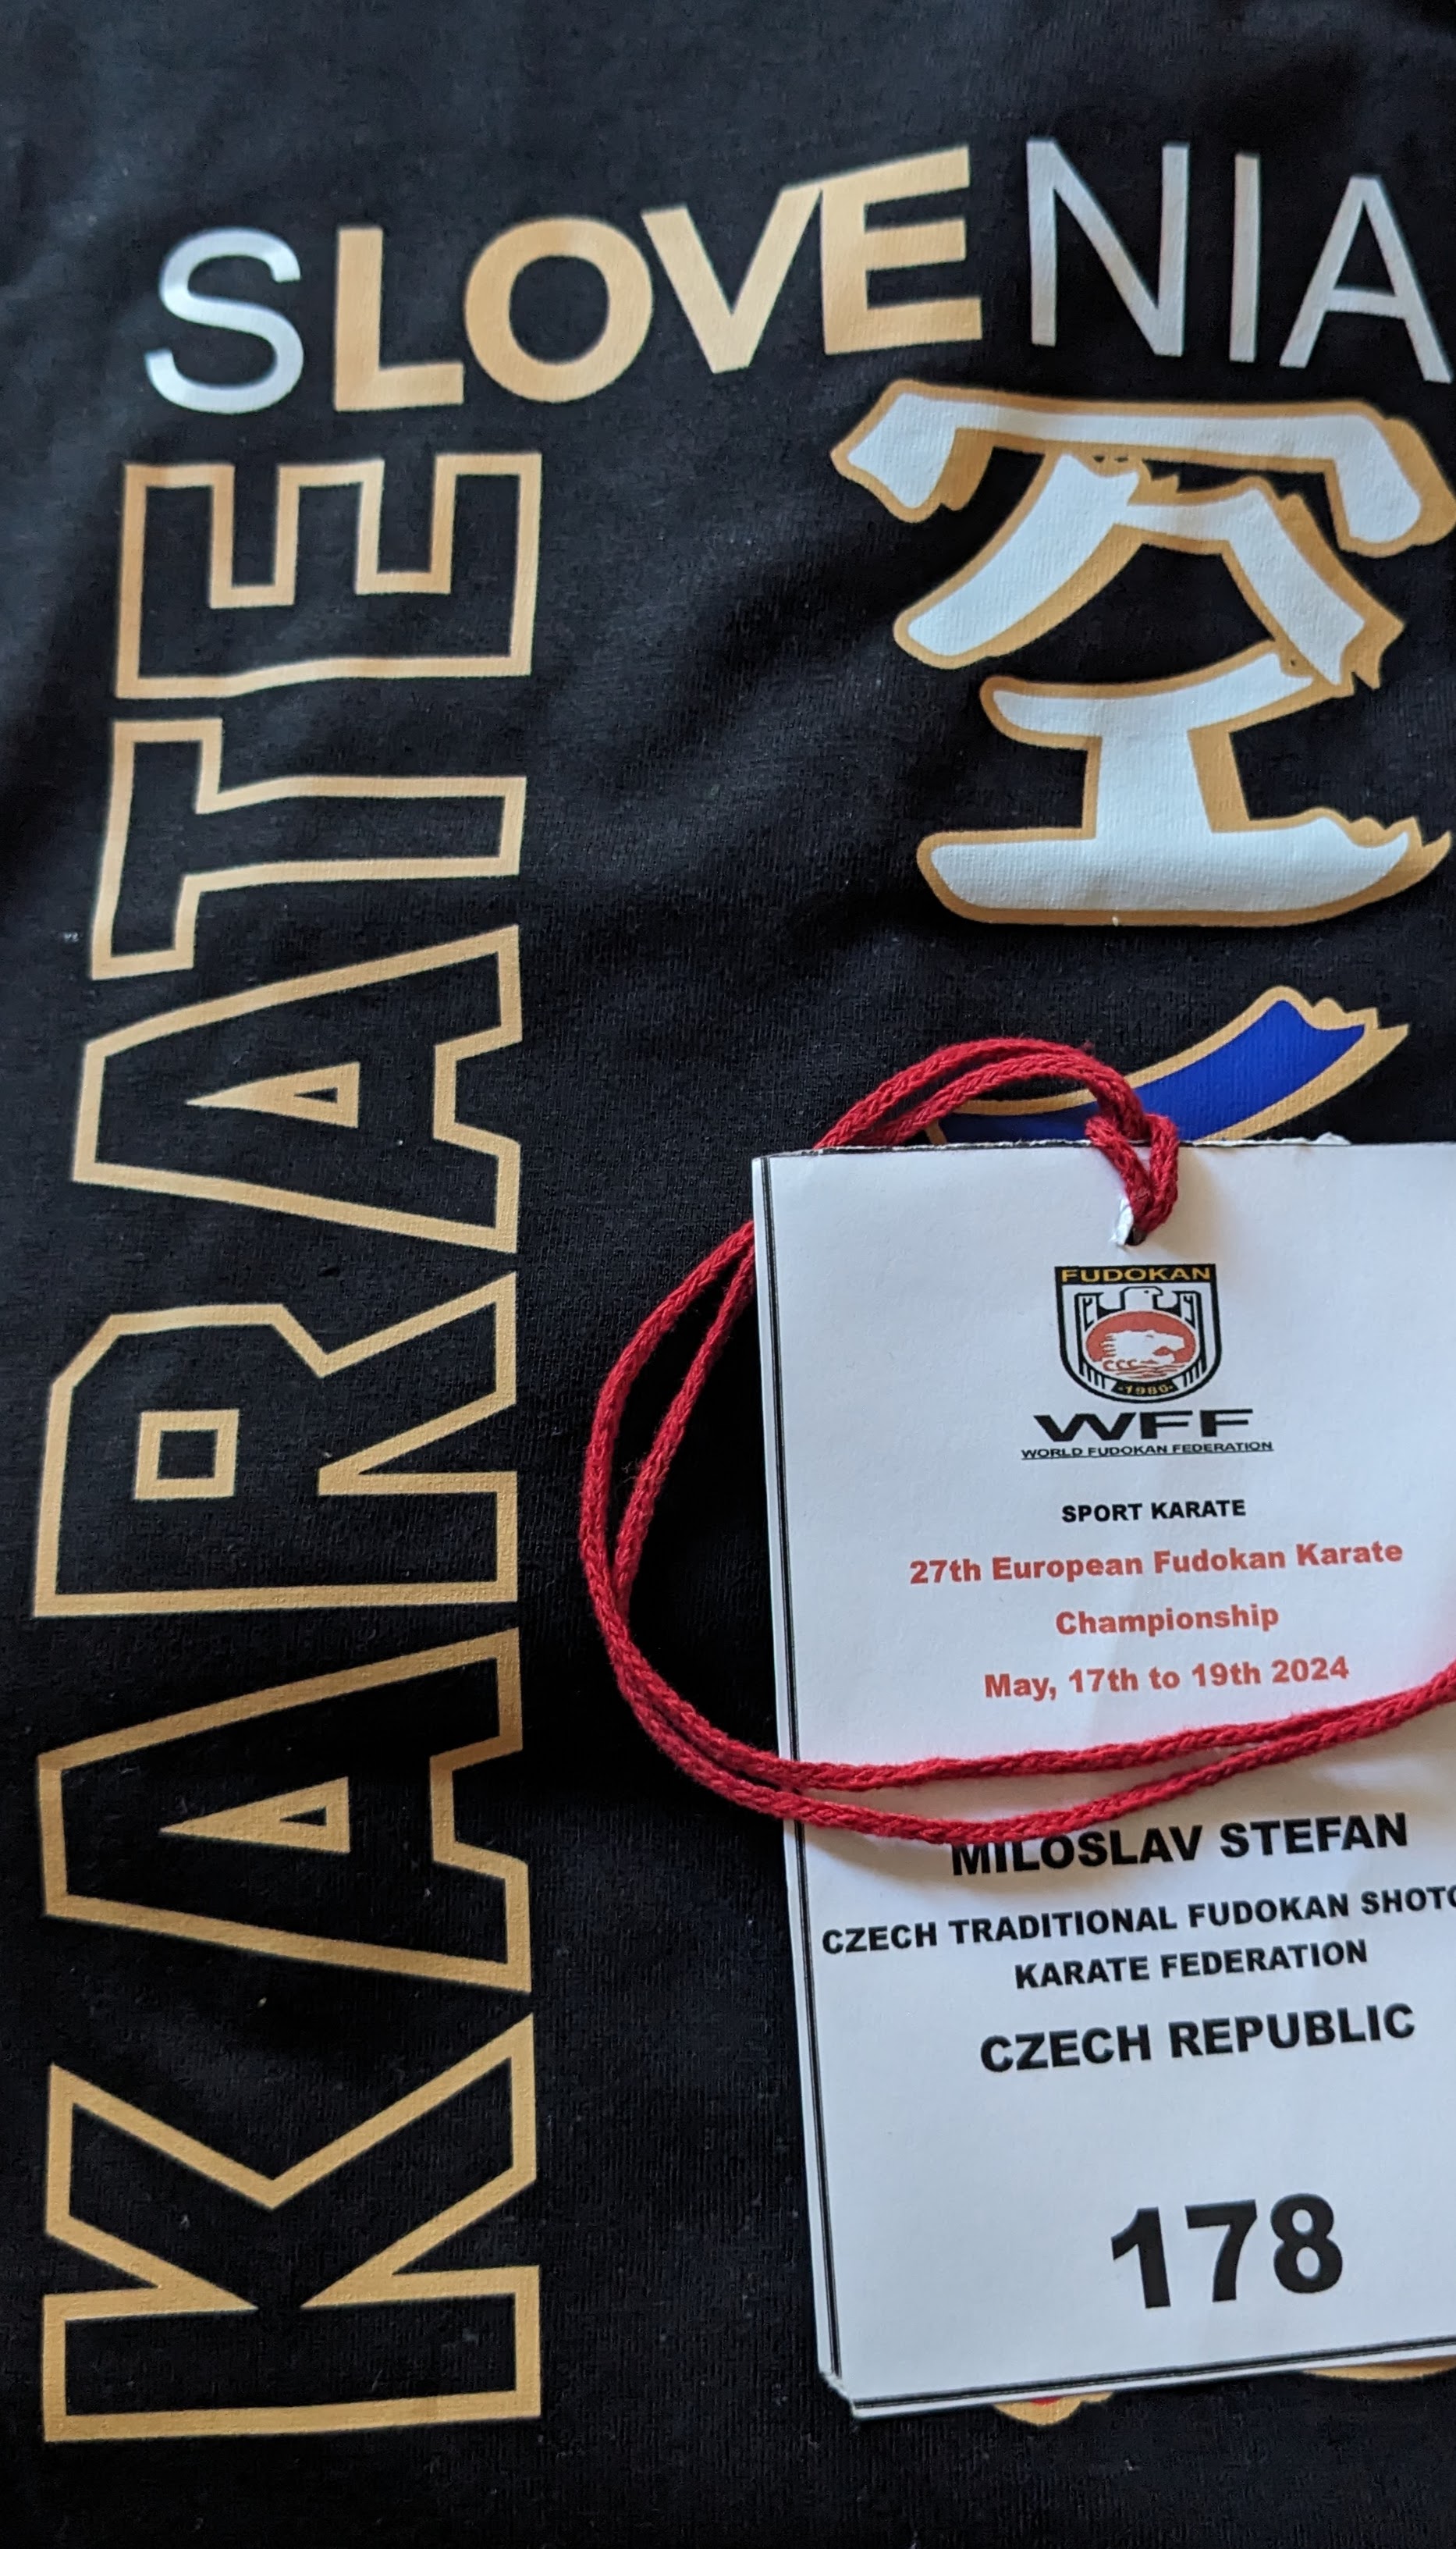 SLOVENIA
KARATE
空
FUDOKAN
1980
WFF
WORLD FUDOKAN FEDERATION
SPORT KARATE
27th European Fudokan Karate
Championship
May, 17th to 19th 2024
MILOSLAV STEFAN
CZECH TRADITIONAL FUDOKAN
KARATE FEDERATION
CZECH REPUBLIC
178